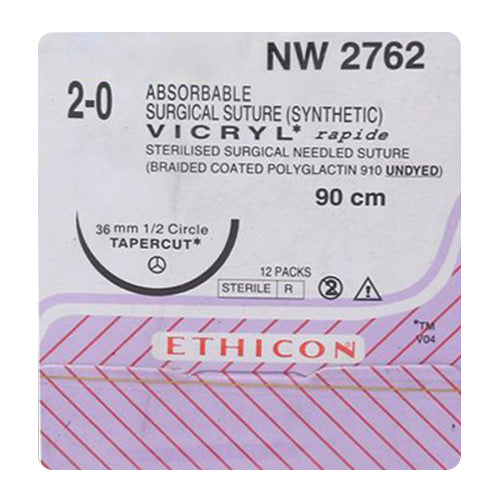 NW 2762
2-0
ABSORBABLE
SURGICAL SUTURE (SYNTHETIC)
VICRYL* rapide
STERILISED SURGICAL NEEDLED SUTURE
(BRAIDED COATED POLYGLACTIN 910 UNDYED)
90 cm
36 mm 1/2 Circle
TAPERCUT*
12 PACKS
STERILE R
2
!
*TM
V04
ETHICON